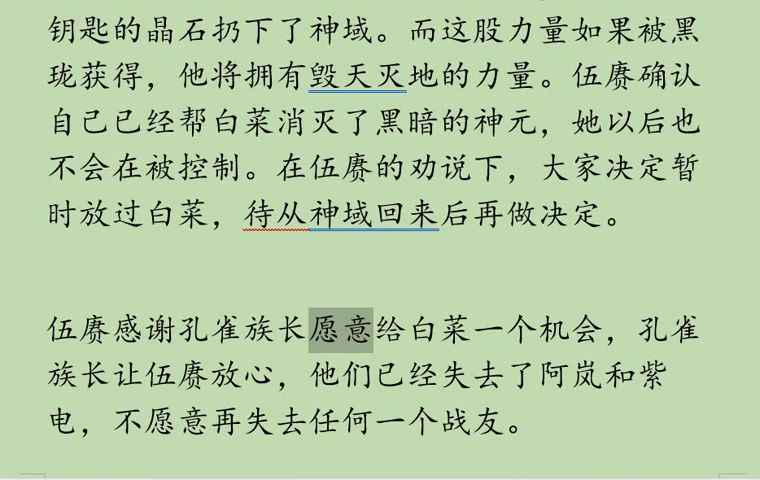 钥匙的晶石扔下了神域。而这股力量如果被黑
珑获得，他将拥有毁天灭地的力量。伍赓确认
自己已经帮白菜消灭了黑暗的神元，她以后也
不会在被控制。在伍赓的劝说下，大家决定暂
时放过白菜，待从神域回来后再做决定。
伍赓感谢孔雀族长愿意给白菜一个机会，孔雀
族长让伍赓放心，他们已经失去了阿岚和紫
电，不愿意再失去任何一个战友。